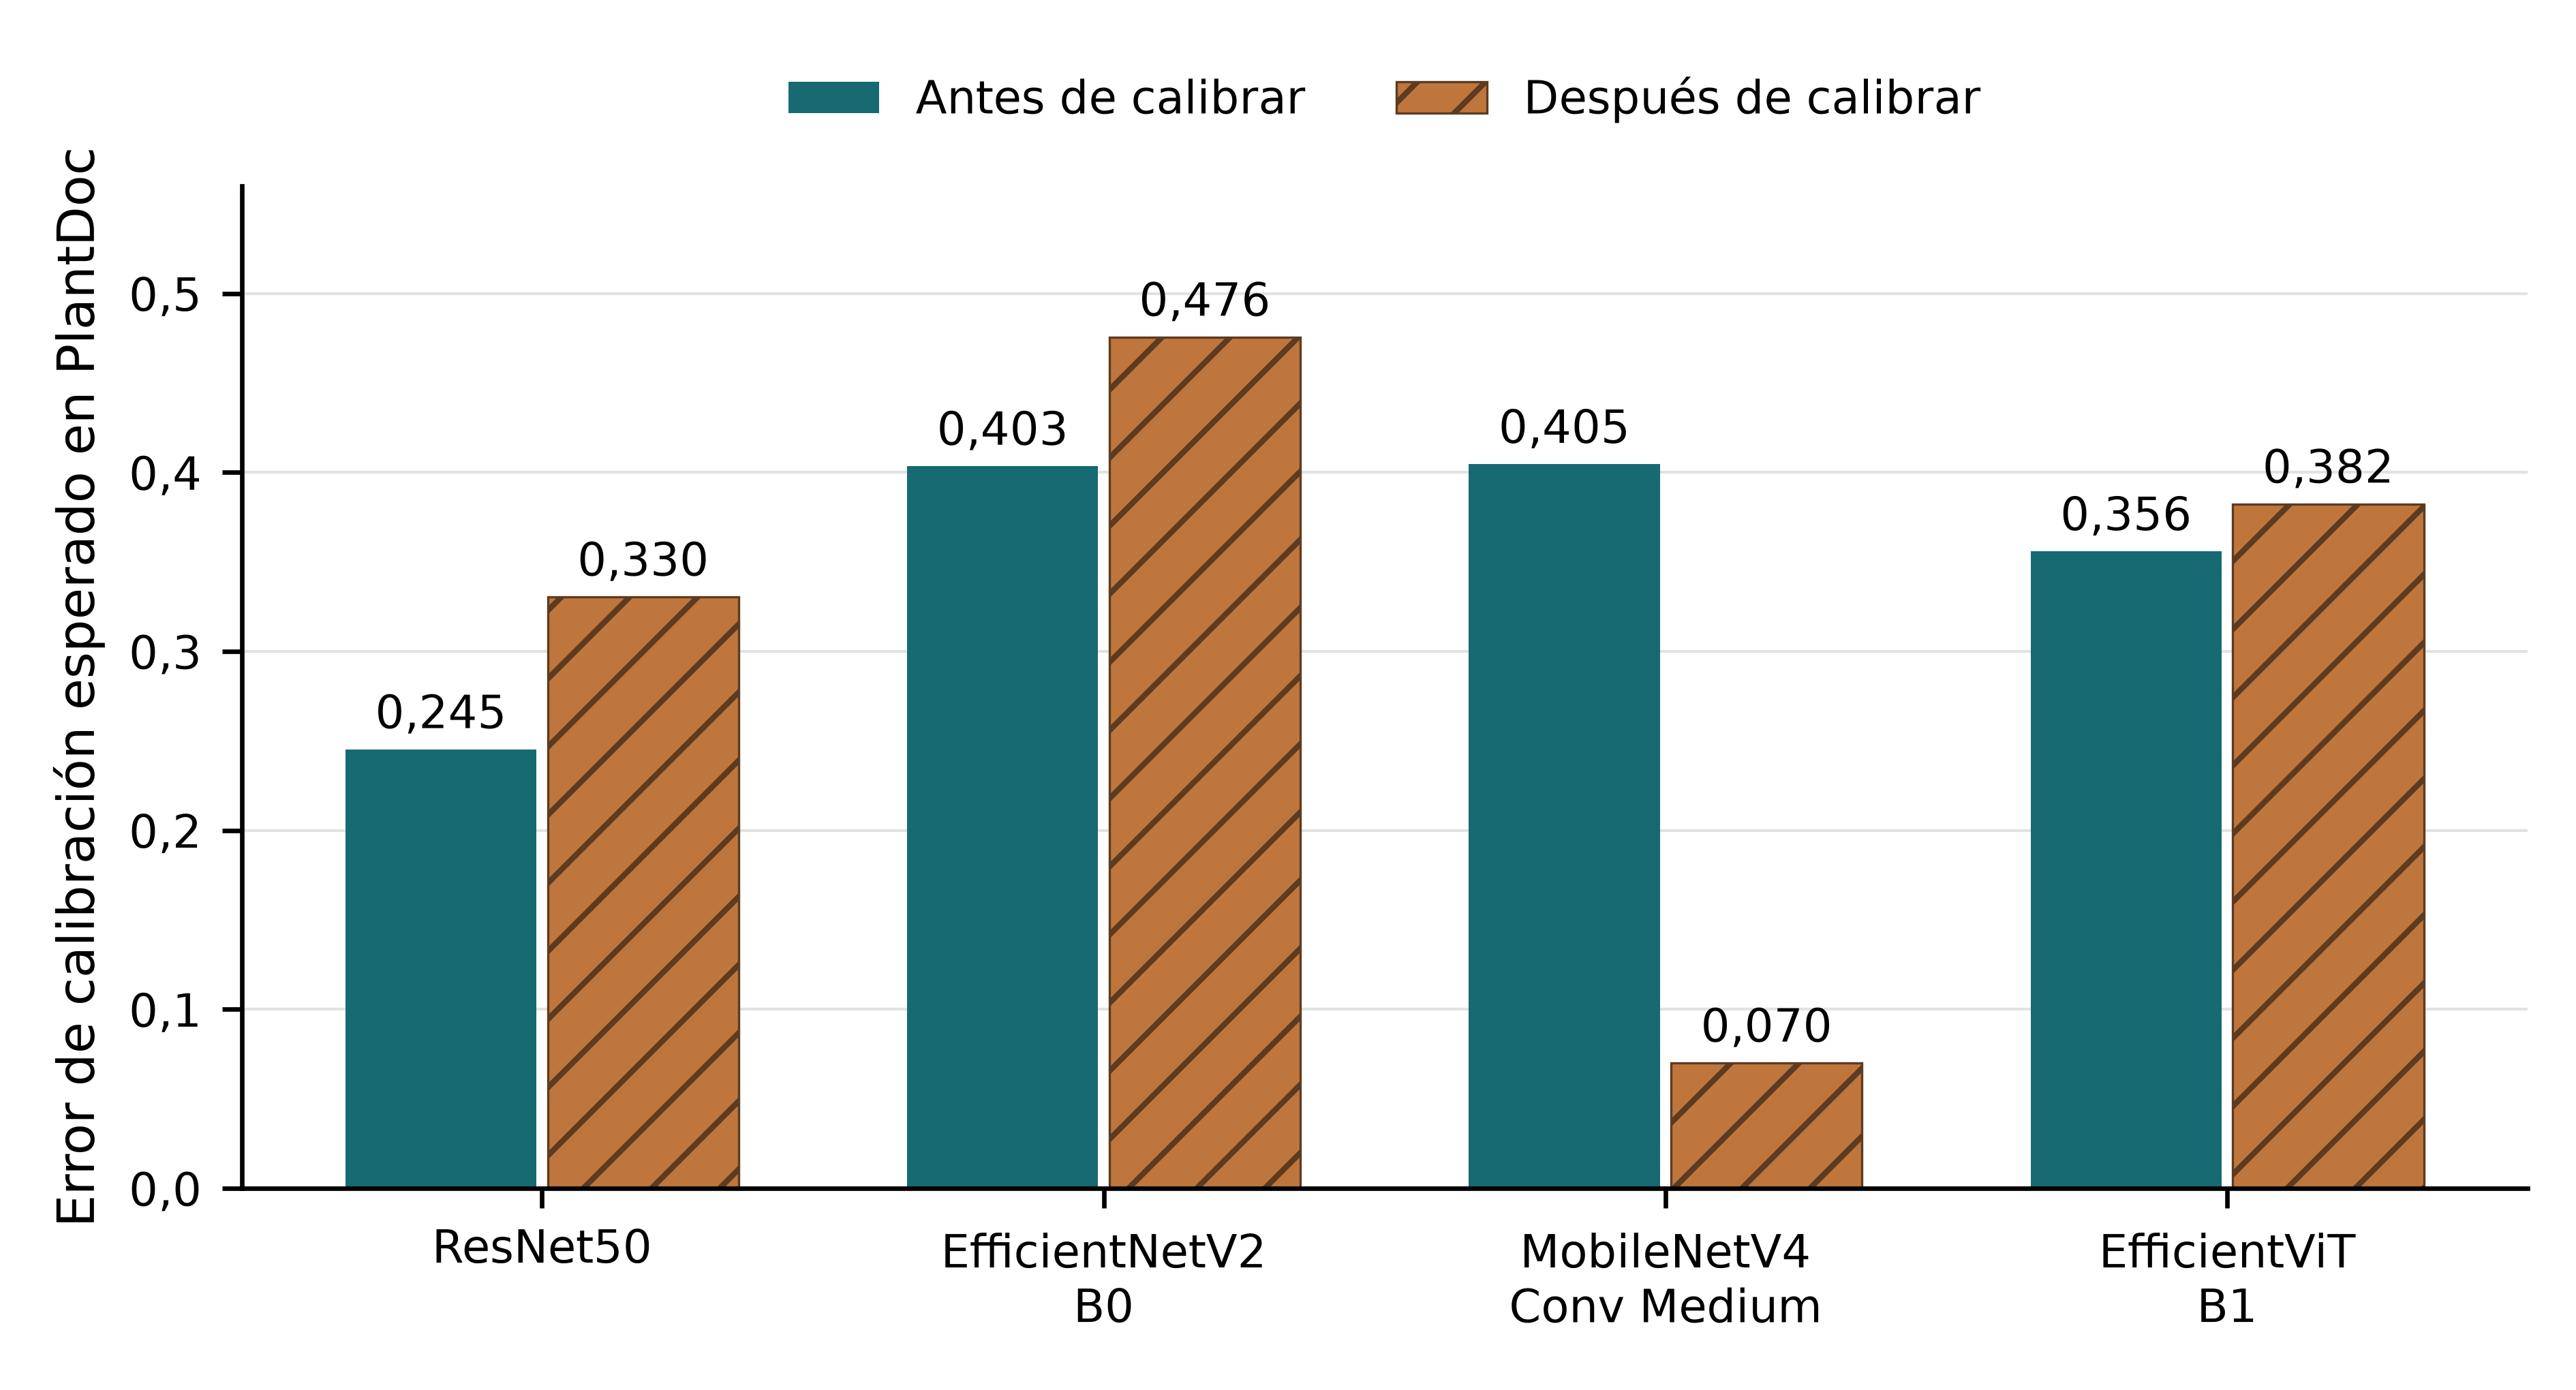 Antes de calibrar
Después de calibrar
Error de calibración esperado en PlantDoc
0,5
0,4
0,3
0,2
0,1
0,0
0,245
0,330
0,403
0,476
0,405
0,070
0,356
0,382
ResNet50
EfficientNetV2
B0
MobileNetV4
Conv Medium
EfficientViT
B1